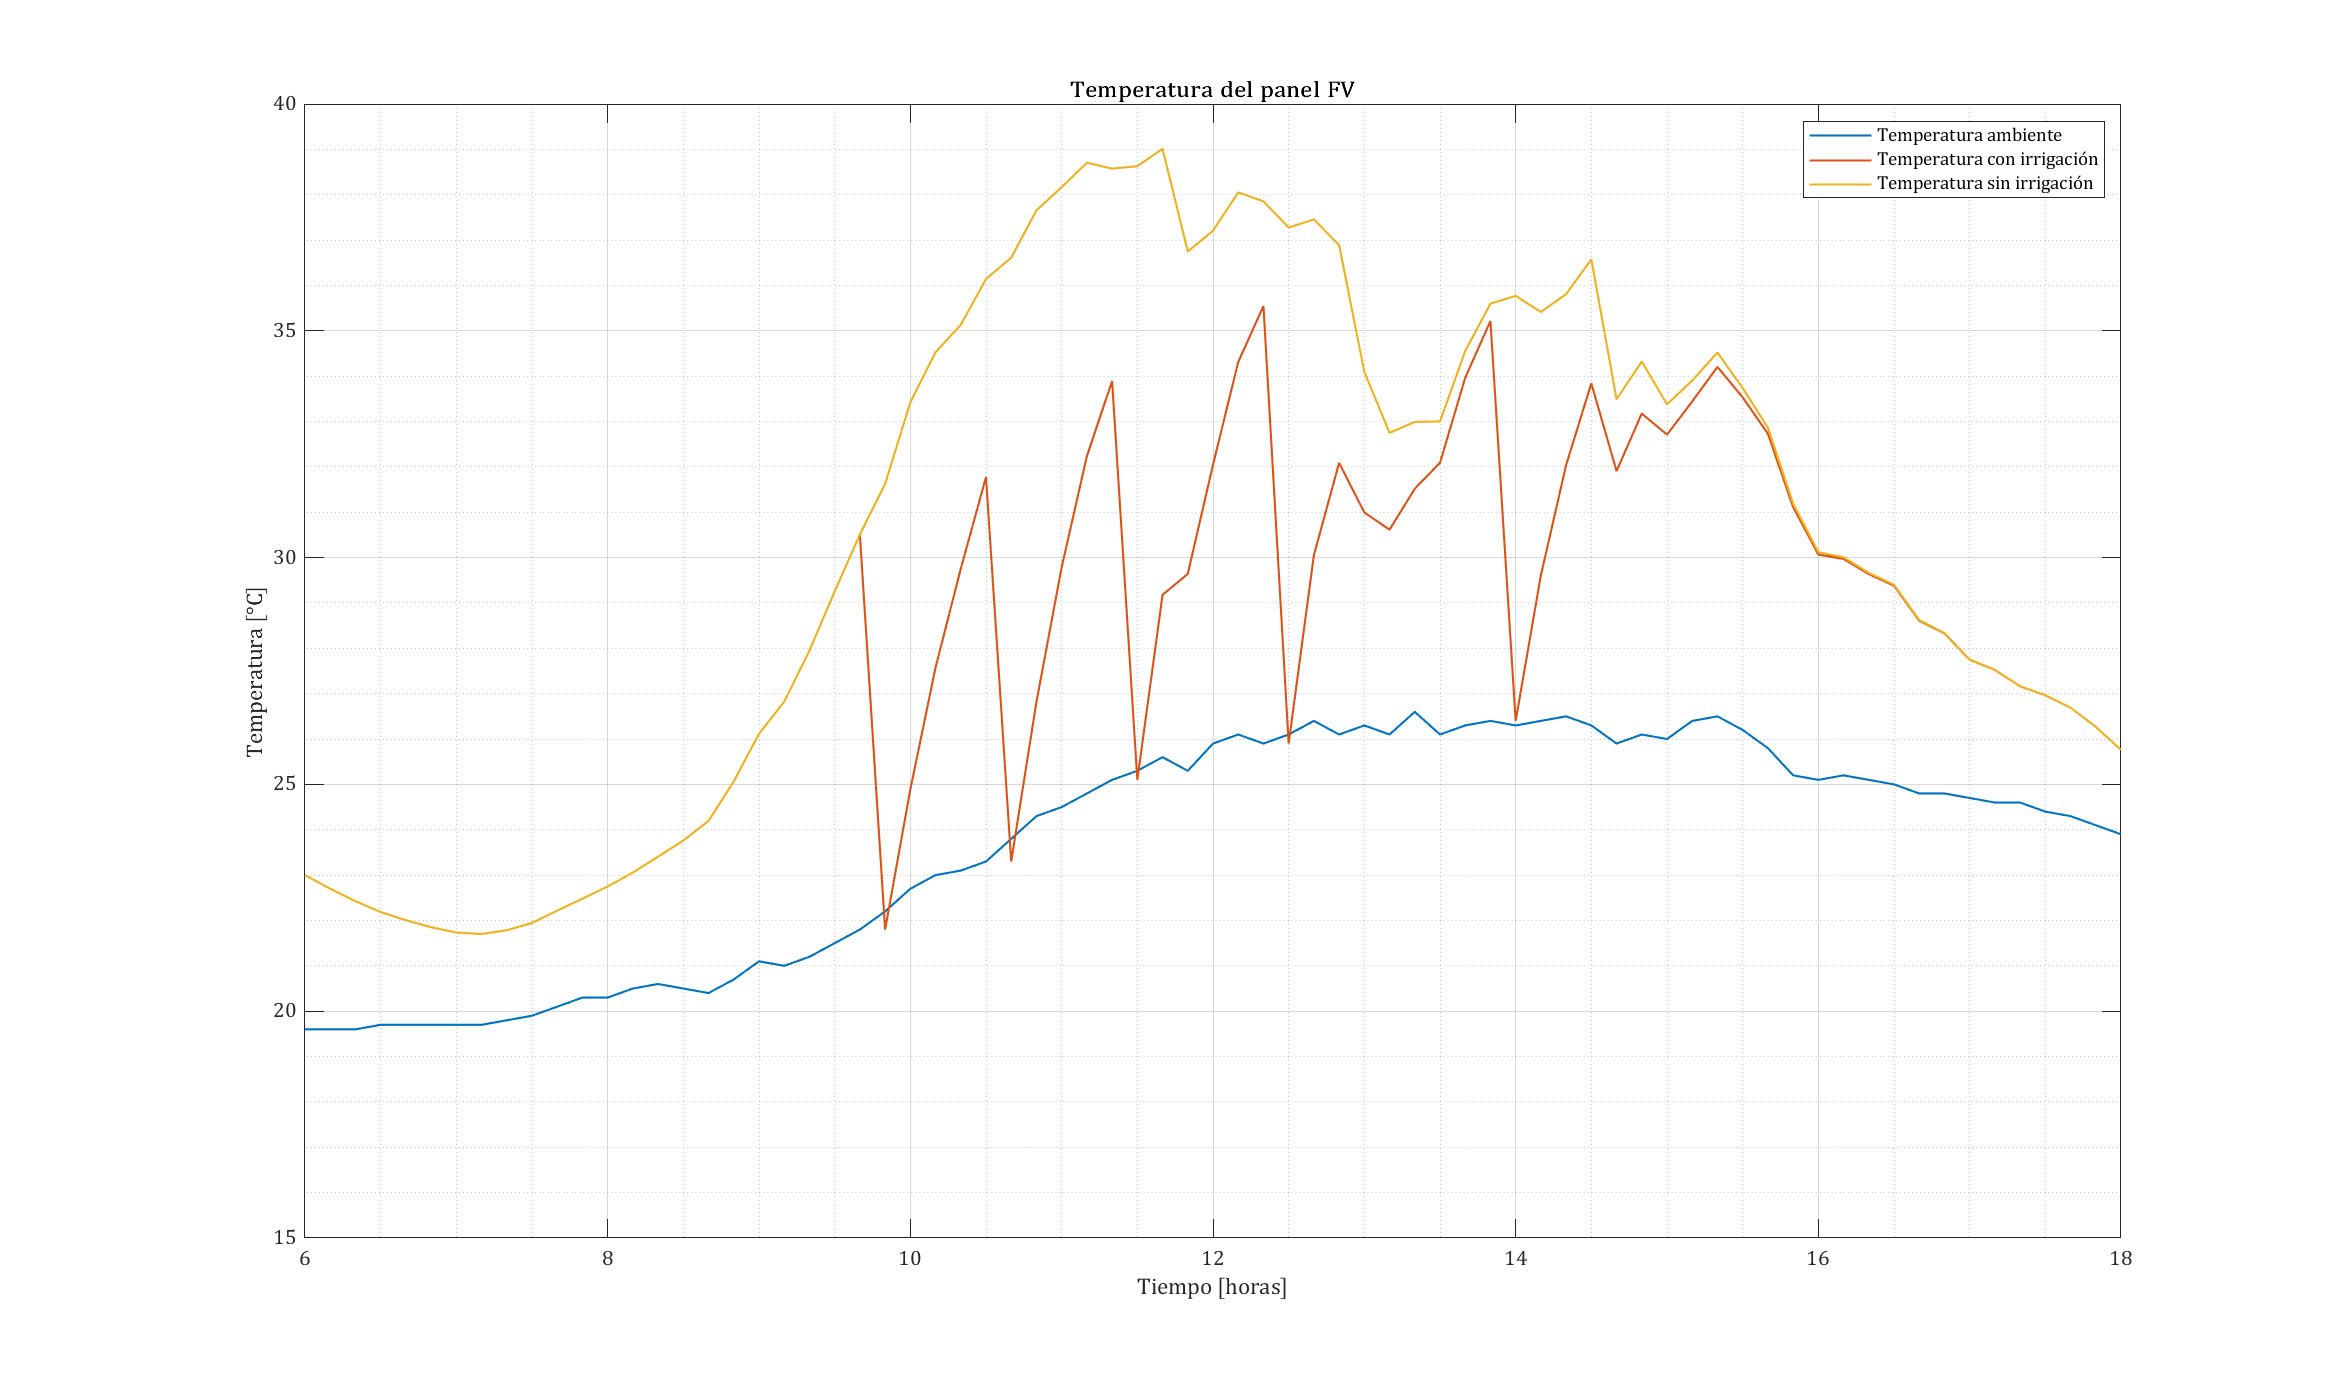 Temperatura del panel FV
40
Temperatura ambiente
Temperatura con irrigación
Temperatura sin irrigación
35
30
Temperatura [°C]
25
20
15
6 8 10 12 14 16 18
Tiempo [horas]